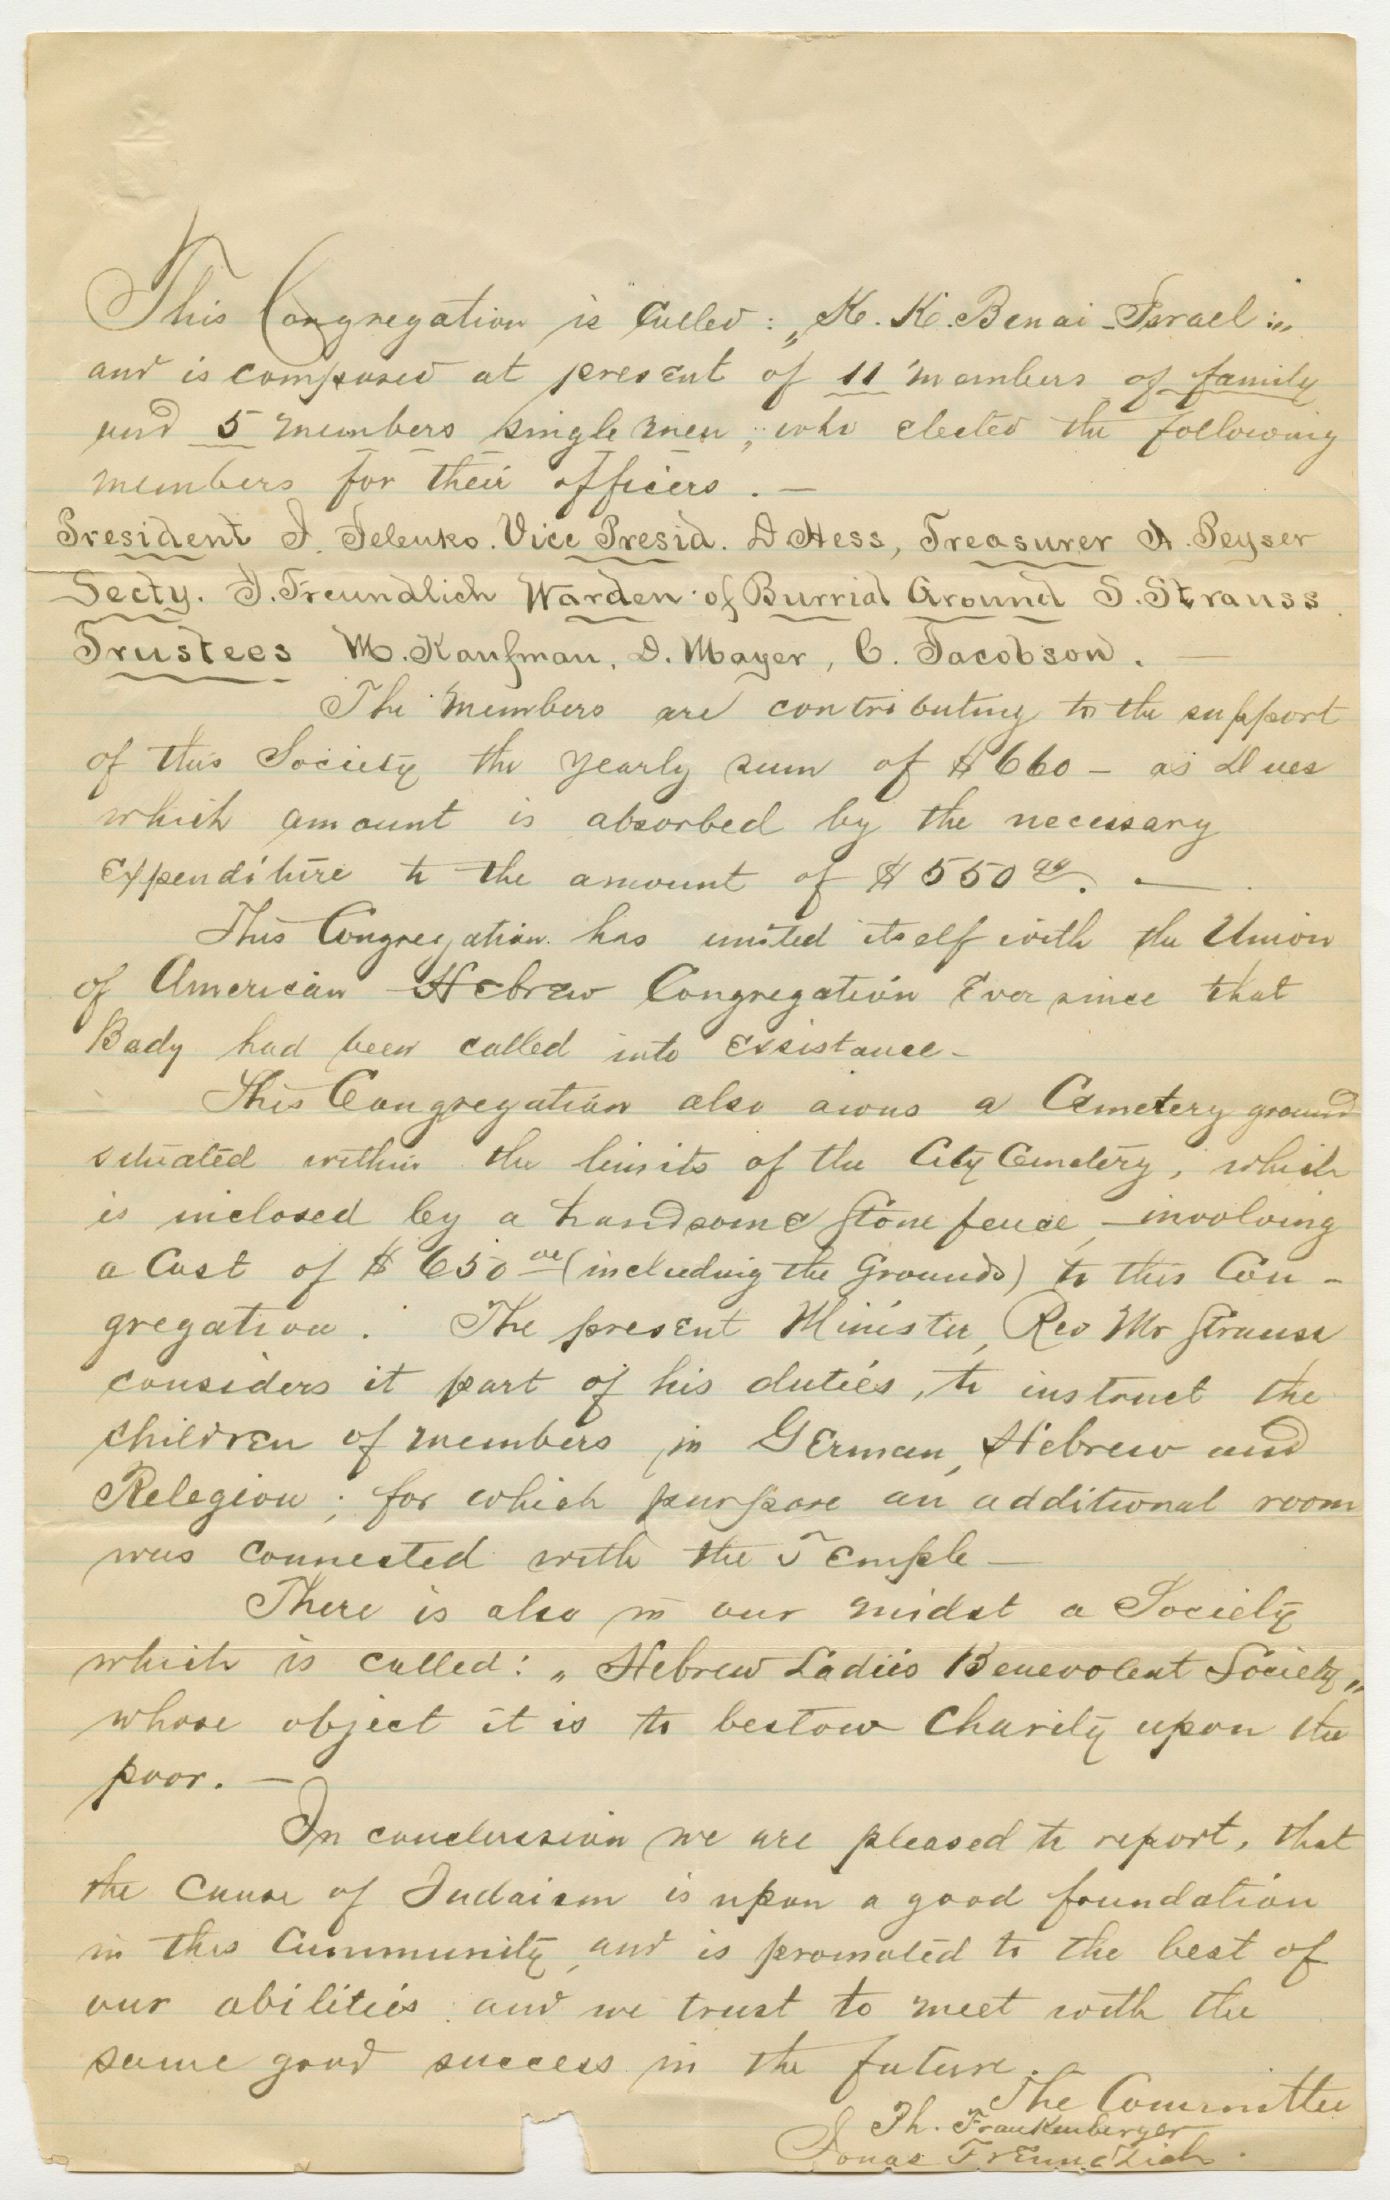 This Congregation is Called: „K. K. Benai-Israel:„
and is composed at present of 11 members of family
and 5 members single men, who elected the following
members for their officers. —
President J. Jelenko. Vice Presid. D Hess, Treasurer A. Peyser
Secty. J. Freundlich Warden of Burrial Ground S. Strauss
Trustees M. Kaufman, D. Mayer, C. Jacobson. —
The Members are contributing to the support
of this Society the yearly sum of $660 – as Dues
which amount is absorbed by the necessary
expenditure to the amount of $550 00/. —
This Congregation has united itself with the Union
of American Hebrew Congregation Ever since that
Body had been called into Existance –
This Congregation also owns a Cemetery ground
situated within the limits of the City Cemetery, which
is inclosed by a handsome Stone fence, involving
a Cost of $650 00 (including the Grounds) to this Con-
gregation. The present Minister, Rev Mr Strauss
considers it part of his duties, to instruct the
children of members in German, Hebrew and
Relegion; for which purpose an additional room
was connected with the Temple —
There is also in our midst a Society
which is called: „Hebrew Ladies Benevolent Society„
whose object it is to bestow Charity upon the
poor. —
In conclussion we are pleased to report, that
the Cause of Judaism is upon a good foundation
in this Community, and is promoted to the best of
our abilities and we trust to meet with the
same good success in the future.
The Committee
Ph. Frankenberger
Jonas Freundlich.